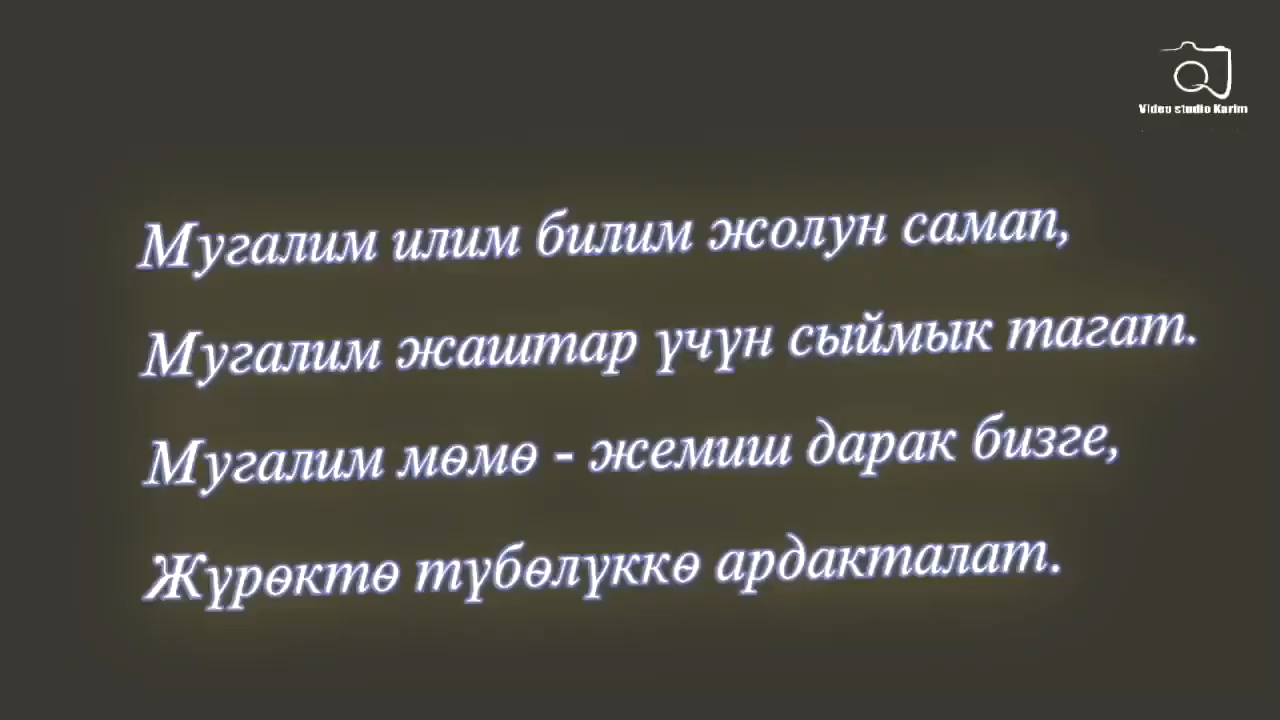 Video studio Karim
Мугалим илим билим жолун самап,
Мугалим жаштар үчүн сыймык тагат.
Мугалим мөмө - жемиш дарак бизге,
Жүрөктө түбөлүккө ардакталат.